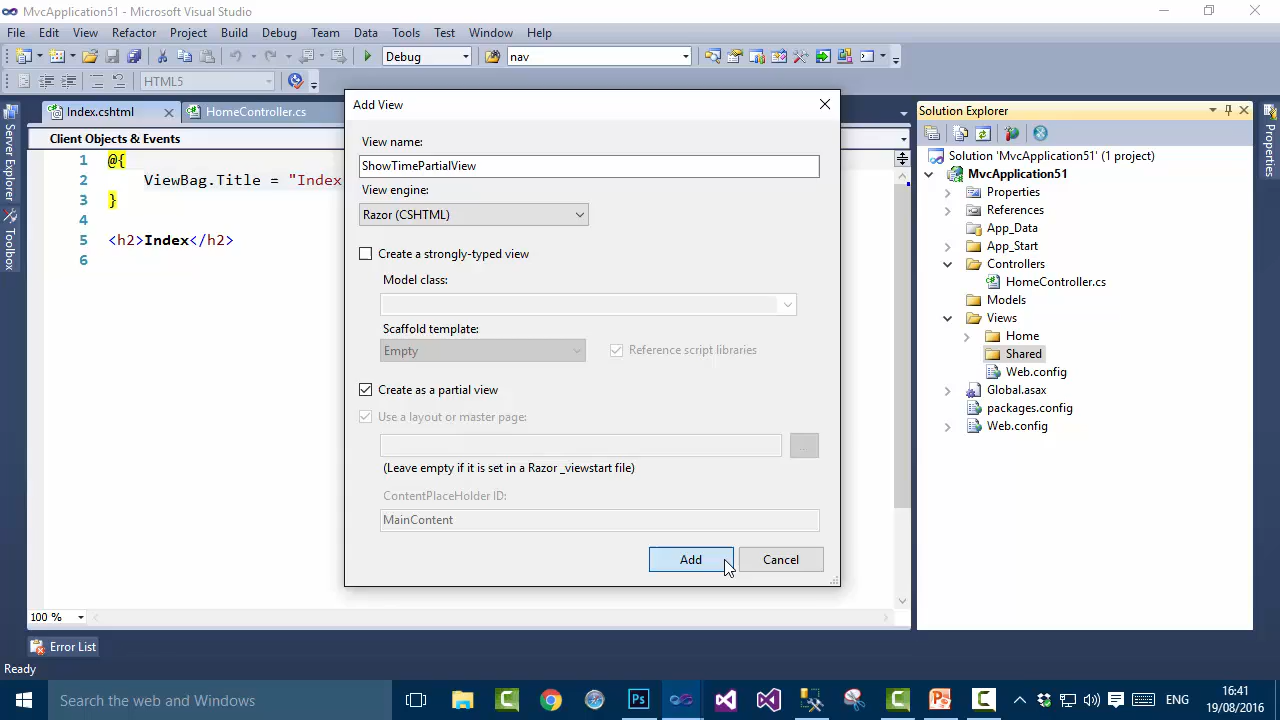 MvcApplication51 - Microsoft Visual Studio
File Edit View Refactor Project Build Debug Team Data Tools Test Window Help
Debug nav
HTML5
Index.cshtml HomeController.cs
Client Objects & Events
1 @{
2 ViewBag.Title = "Index
3 }
4
5 <h2>Index</h2>
6
100 %
Server Explorer
Toolbox
Add View
View name:
ShowTimePartialView
View engine:
Razor (CSHTML)
Create a strongly-typed view
Model class:
Scaffold template:
Empty Reference script libraries
Create as a partial view
Use a layout or master page:
...
(Leave empty if it is set in a Razor _viewstart file)
ContentPlaceHolder ID:
MainContent
Add Cancel
Solution Explorer
Solution 'MvcApplication51' (1 project)
MvcApplication51
Properties
References
App_Data
App_Start
Controllers
HomeController.cs
Models
Views
Home
Shared
Web.config
Global.asax
packages.config
Web.config
Properties
Error List
Ready
Search the web and Windows
Ps
ENG
16:41
19/08/2016